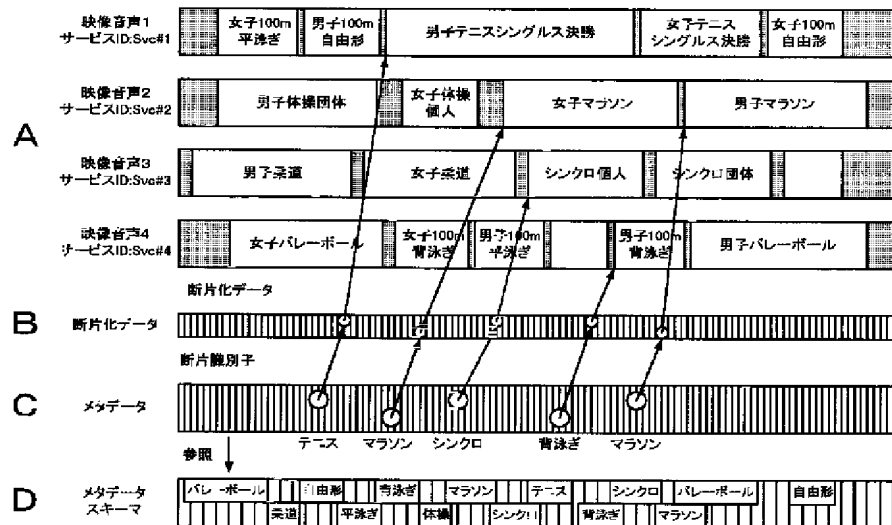 映像音声1
サービスID:Svc#1
女子100m
平泳ぎ
男子100m
自由形
男子テニスシングルス決勝
女子テニス
シングルス決勝
女子100m
自由形
A
映像音声2
サービスID:Svc#2
男子体操団体
女子体操
個人
女子マラソン
男子マラソン
映像音声3
サービスID:Svc#3
男子柔道
女子柔道
シンクロ個人
シンクロ団体
映像音声4
サービスID:Svc#4
女子バレーボール
女子100m
背泳ぎ
男子100m
平泳ぎ
男子100m
背泳ぎ
男子バレーボール
断片化データ
B
断片化データ
断片識別子
C
メタデータ
テニス
マラソン
シンクロ
背泳ぎ
マラソン
参照
D
メタデータ
スキーマ
バレーボール
自由形
背泳ぎ
マラソン
テニス
シンクロ
バレーボール
自由形
柔道
平泳ぎ
体操
シンクロ
背泳ぎ
マラソン